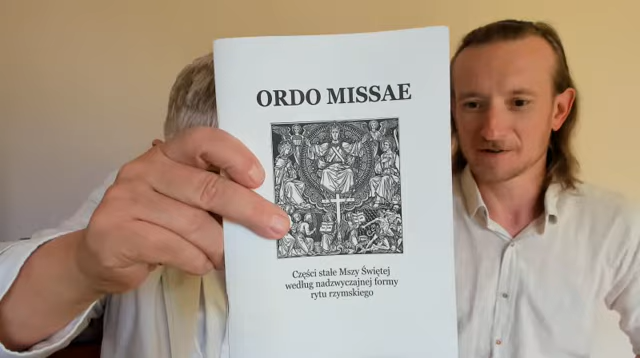 ORDO MISSAE
Części stałe Mszy Świętej
według nadzwyczajnej formy
rytu rzymskiego